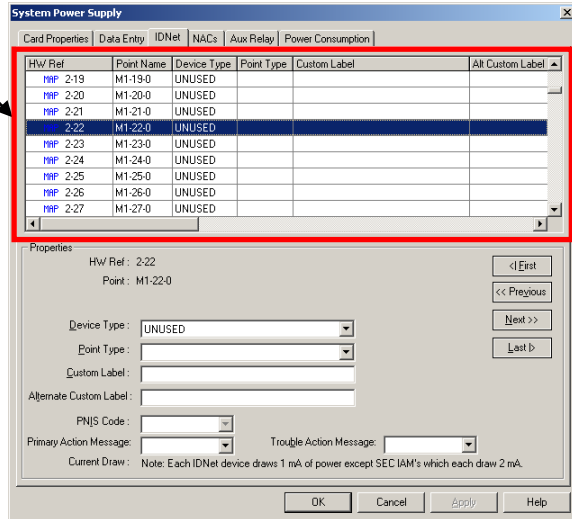 System Power Supply
Card Properties Data Entry IDNet NACs Aux Relay Power Consumption
HW Ref Point Name Device Type Point Type Custom Label Alt Custom Label
MAP 2-19 M1-19-0 UNUSED
MAP 2-20 M1-20-0 UNUSED
MAP 2-21 M1-21-0 UNUSED
MAP 2-22 M1-22-0 UNUSED
MAP 2-23 M1-23-0 UNUSED
MAP 2-24 M1-24-0 UNUSED
MAP 2-25 M1-25-0 UNUSED
MAP 2-26 M1-26-0 UNUSED
MAP 2-27 M1-27-0 UNUSED
Properties
HW Ref : 2-22
Point : M1-22-0
<| First
<< Previous
Next >>
Last |>
Device Type : UNUSED
Point Type :
Custom Label :
Alternate Custom Label :
PNIS Code :
Primary Action Message: Trouble Action Message:
Current Draw : Note: Each IDNet device draws 1 mA of power except SEC IAM's which each draw 2 mA.
OK Cancel Apply Help